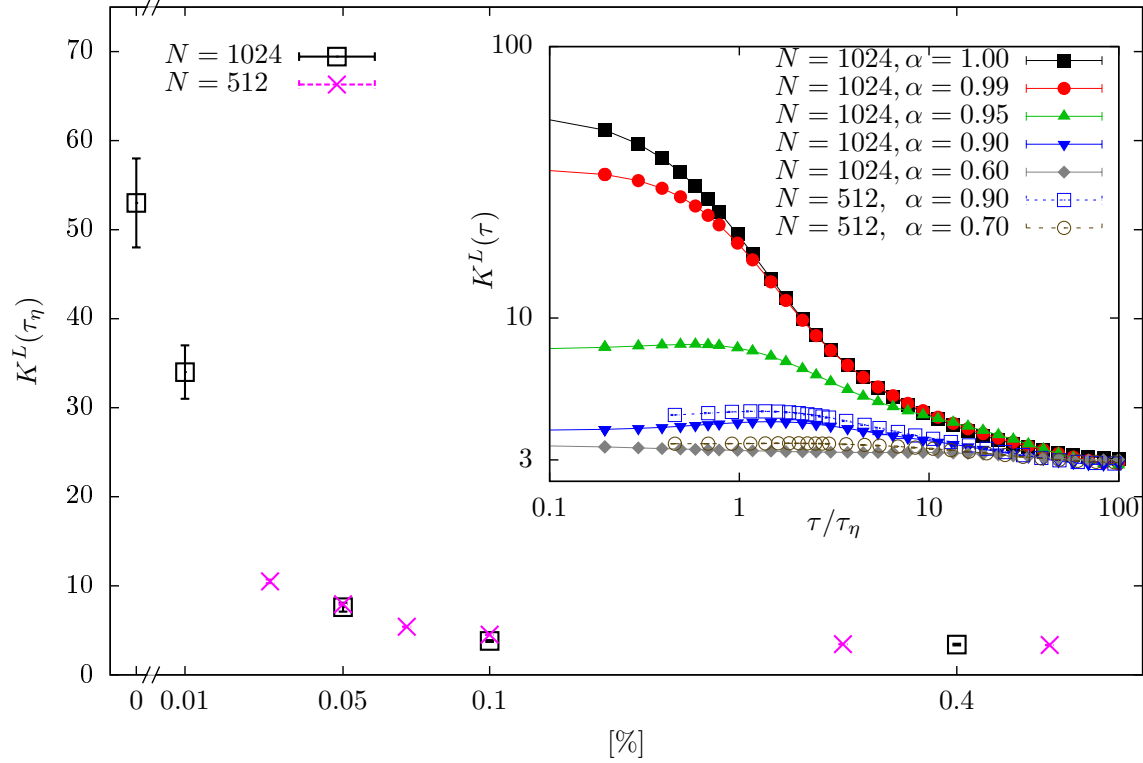 70
60
50
40
30
20
10
0
K^L(τ_η)
N = 1024
N = 512
0
0.01
0.05
0.1
0.4
[%]
100
10
3
K^L(τ)
N = 1024, α = 1.00
N = 1024, α = 0.99
N = 1024, α = 0.95
N = 1024, α = 0.90
N = 1024, α = 0.60
N = 512, α = 0.90
N = 512, α = 0.70
0.1
1
10
100
τ/τ_η